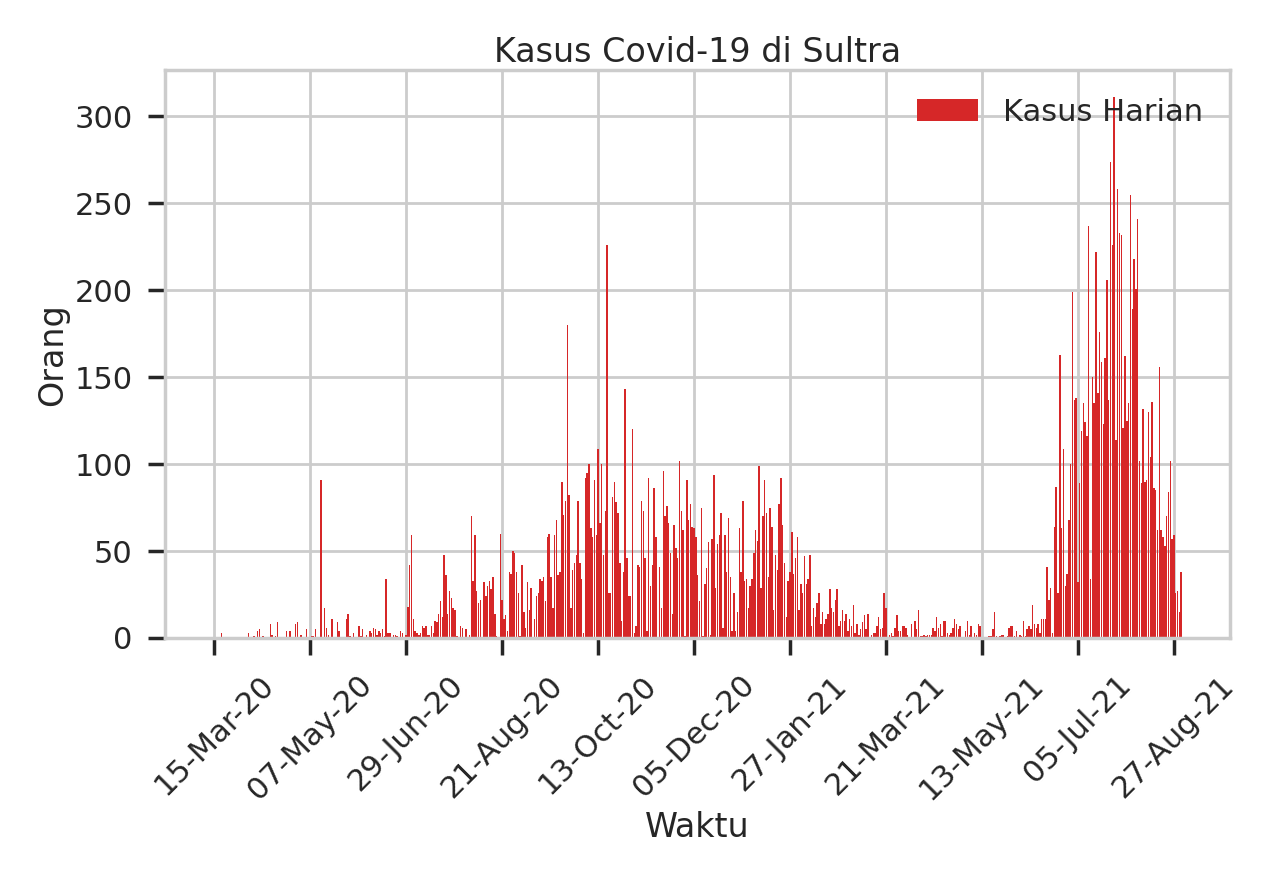 Kasus Covid-19 di Sultra
Kasus Harian
300
250
200
150
100
50
0
Orang
15-Mar-20
07-May-20
29-Jun-20
21-Aug-20
13-Oct-20
05-Dec-20
27-Jan-21
21-Mar-21
13-May-21
05-Jul-21
27-Aug-21
Waktu